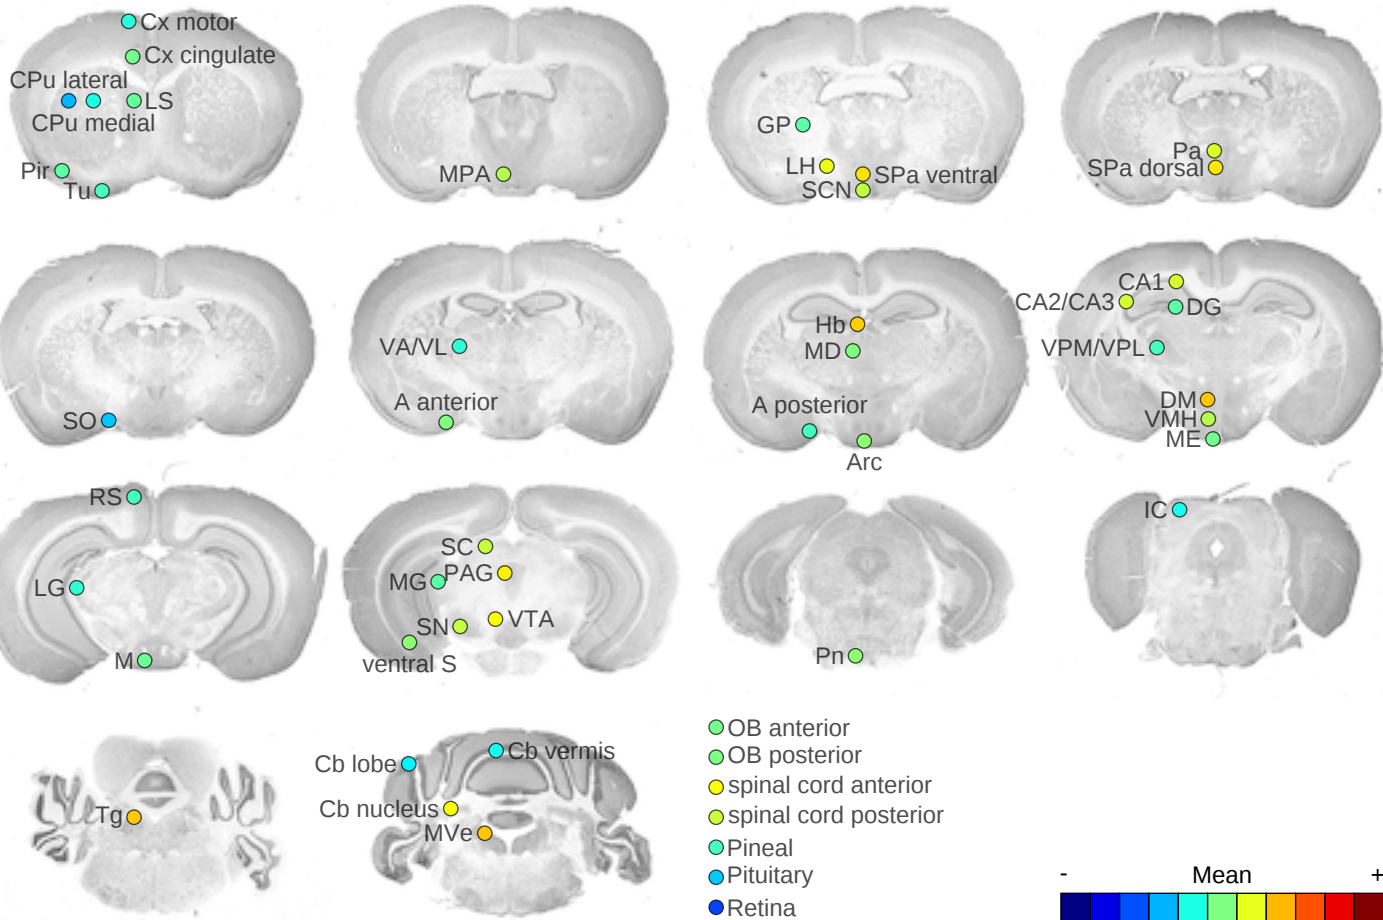 Cx motor
Cx cingulate
CPu lateral
LS
CPu medial
Pir
Tu
MPA
GP
LH
SPa ventral
SCN
Pa
SPa dorsal
SO
VA/VL
A anterior
Hb
MD
A posterior
Arc
CA1
CA2/CA3
DG
VPM/VPL
DM
VMH
ME
RS
LG
M
SC
MG
PAG
SN
VTA
ventral S
Pn
IC
Tg
Cb lobe
Cb vermis
Cb nucleus
MVe
OB anterior
OB posterior
spinal cord anterior
spinal cord posterior
Pineal
Pituitary
Retina
- Mean +